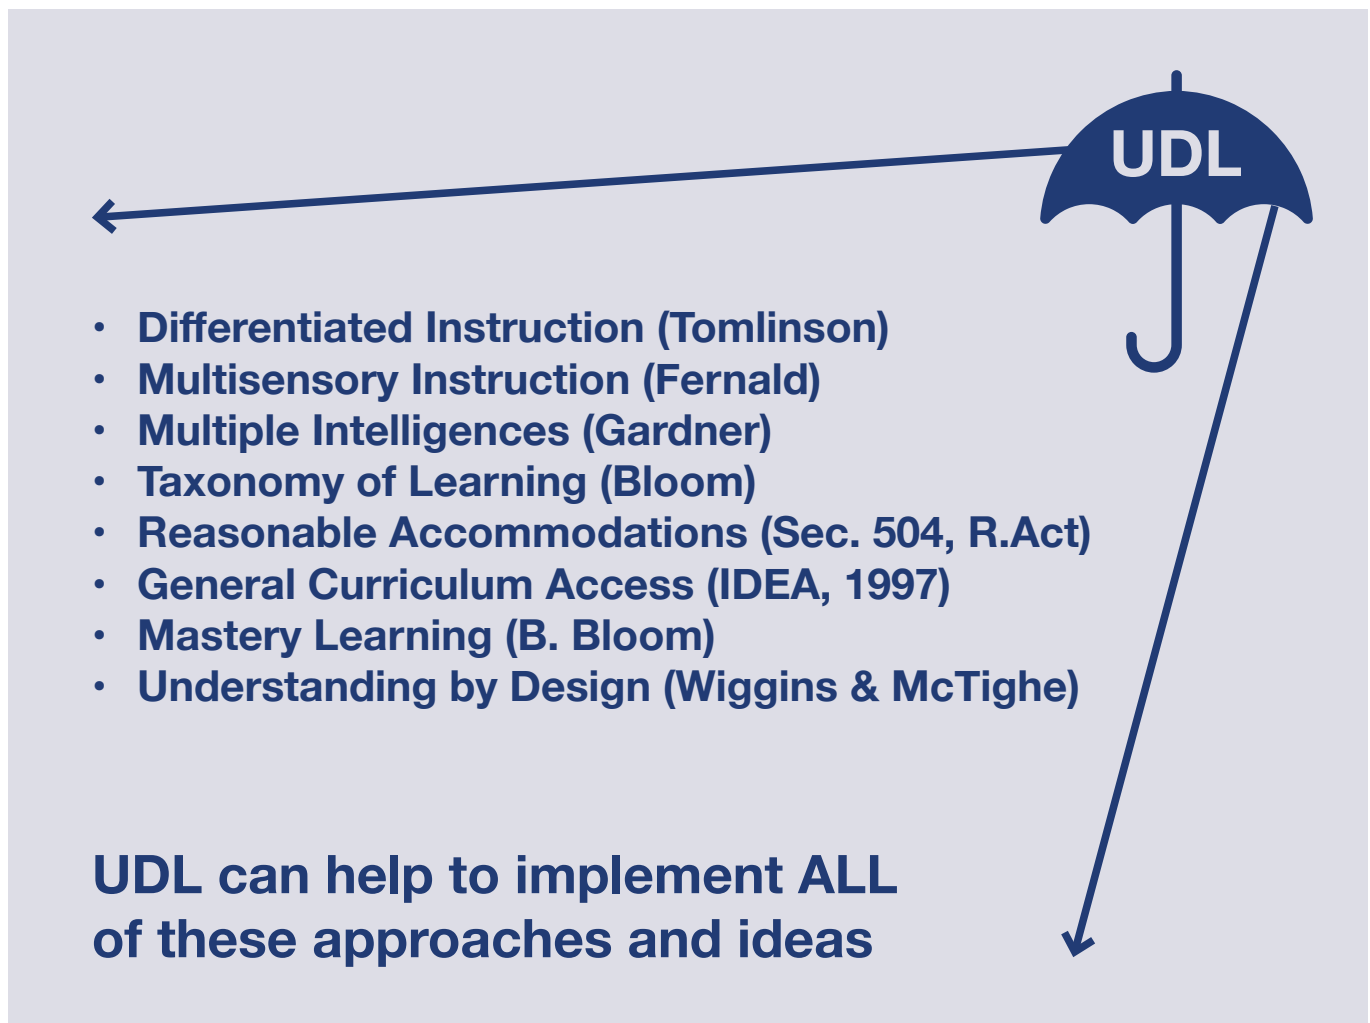 UDL
• Differentiated Instruction (Tomlinson)
• Multisensory Instruction (Fernald)
• Multiple Intelligences (Gardner)
• Taxonomy of Learning (Bloom)
• Reasonable Accommodations (Sec. 504, R.Act)
• General Curriculum Access (IDEA, 1997)
• Mastery Learning (B. Bloom)
• Understanding by Design (Wiggins & McTighe)
UDL can help to implement ALL
of these approaches and ideas